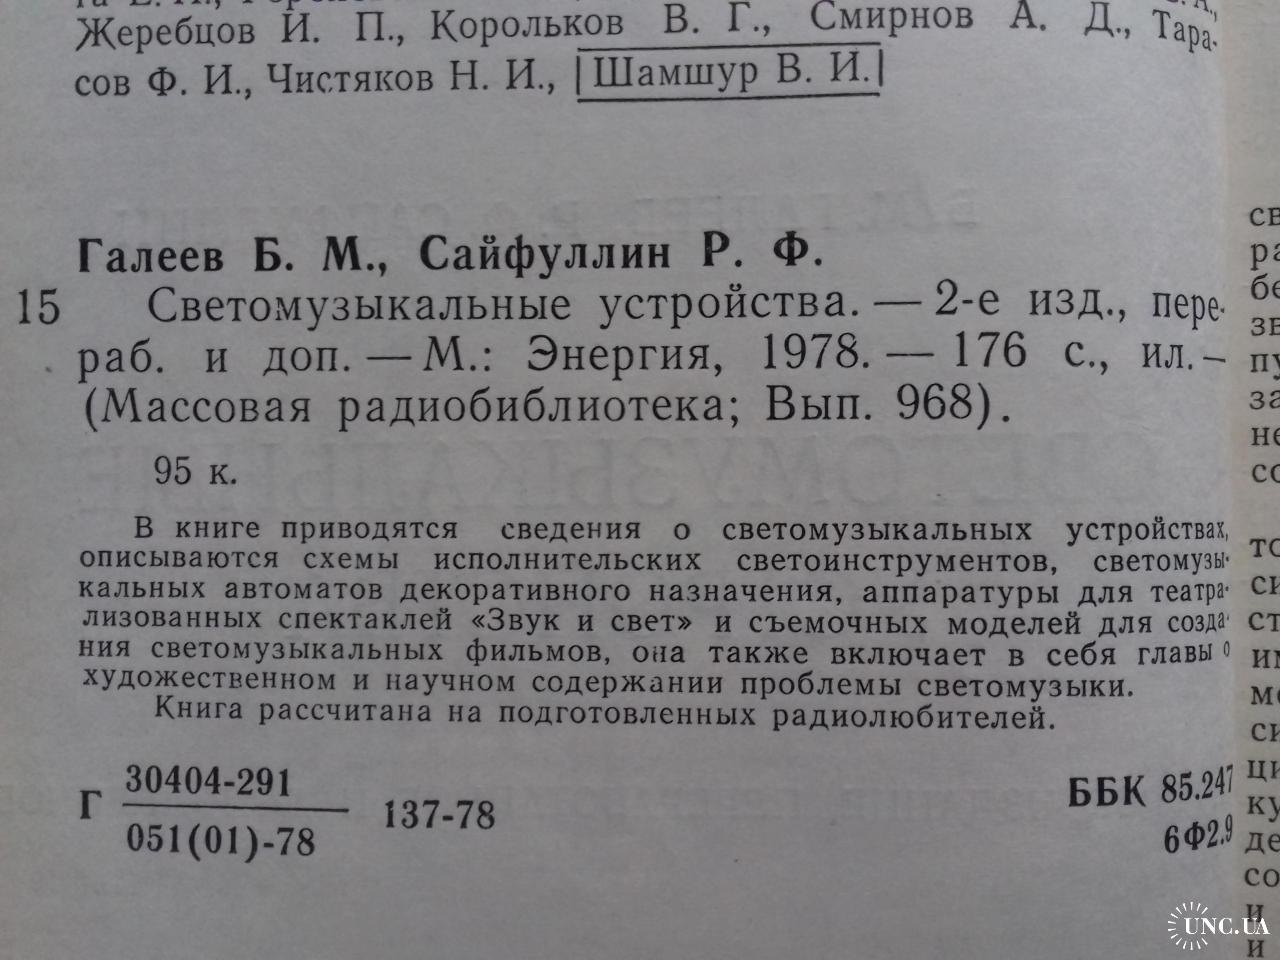 Жеребцов И. П., Корольков В. Г., Смирнов А. Д., Тара-
сов Ф. И., Чистяков Н. И., Шамшур В. И.
Галеев Б. М., Сайфуллин Р. Ф.
15 Светомузыкальные устройства. — 2-е изд., пере-
раб. и доп. — М.: Энергия, 1978. — 176 с., ил. —
(Массовая радиобиблиотека; Вып. 968).
95 к.
В книге приводятся сведения о светомузыкальных устройствах,
описываются схемы исполнительских светоинструментов, светомузы-
кальных автоматов декоративного назначения, аппаратуры для театра-
лизованных спектаклей «Звук и свет» и съемочных моделей для созда-
ния светомузыкальных фильмов, она также включает в себя главы о
художественном и научном содержании проблемы светомузыки.
Книга рассчитана на подготовленных радиолюбителей.
Г 30404-291
051(01)-78 137-78
ББК 85.247
6Ф2.9
UNC.UA